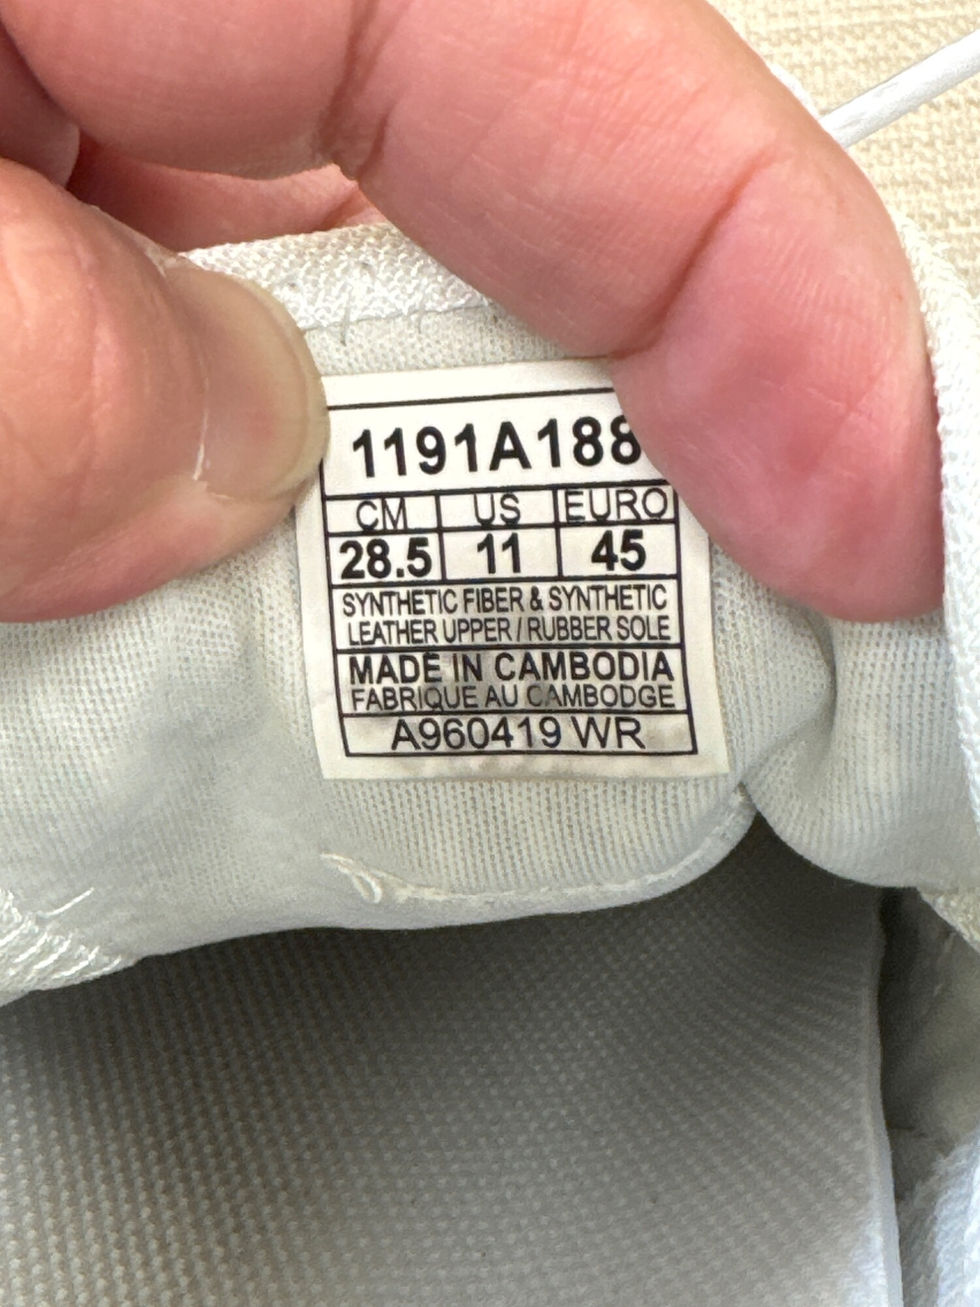 1191A188
CM US EURO
28.5 11 45
SYNTHETIC FIBER & SYNTHETIC
LEATHER UPPER / RUBBER SOLE
MADE IN CAMBODIA
FABRIQUE AU CAMBODGE
A960419 WR